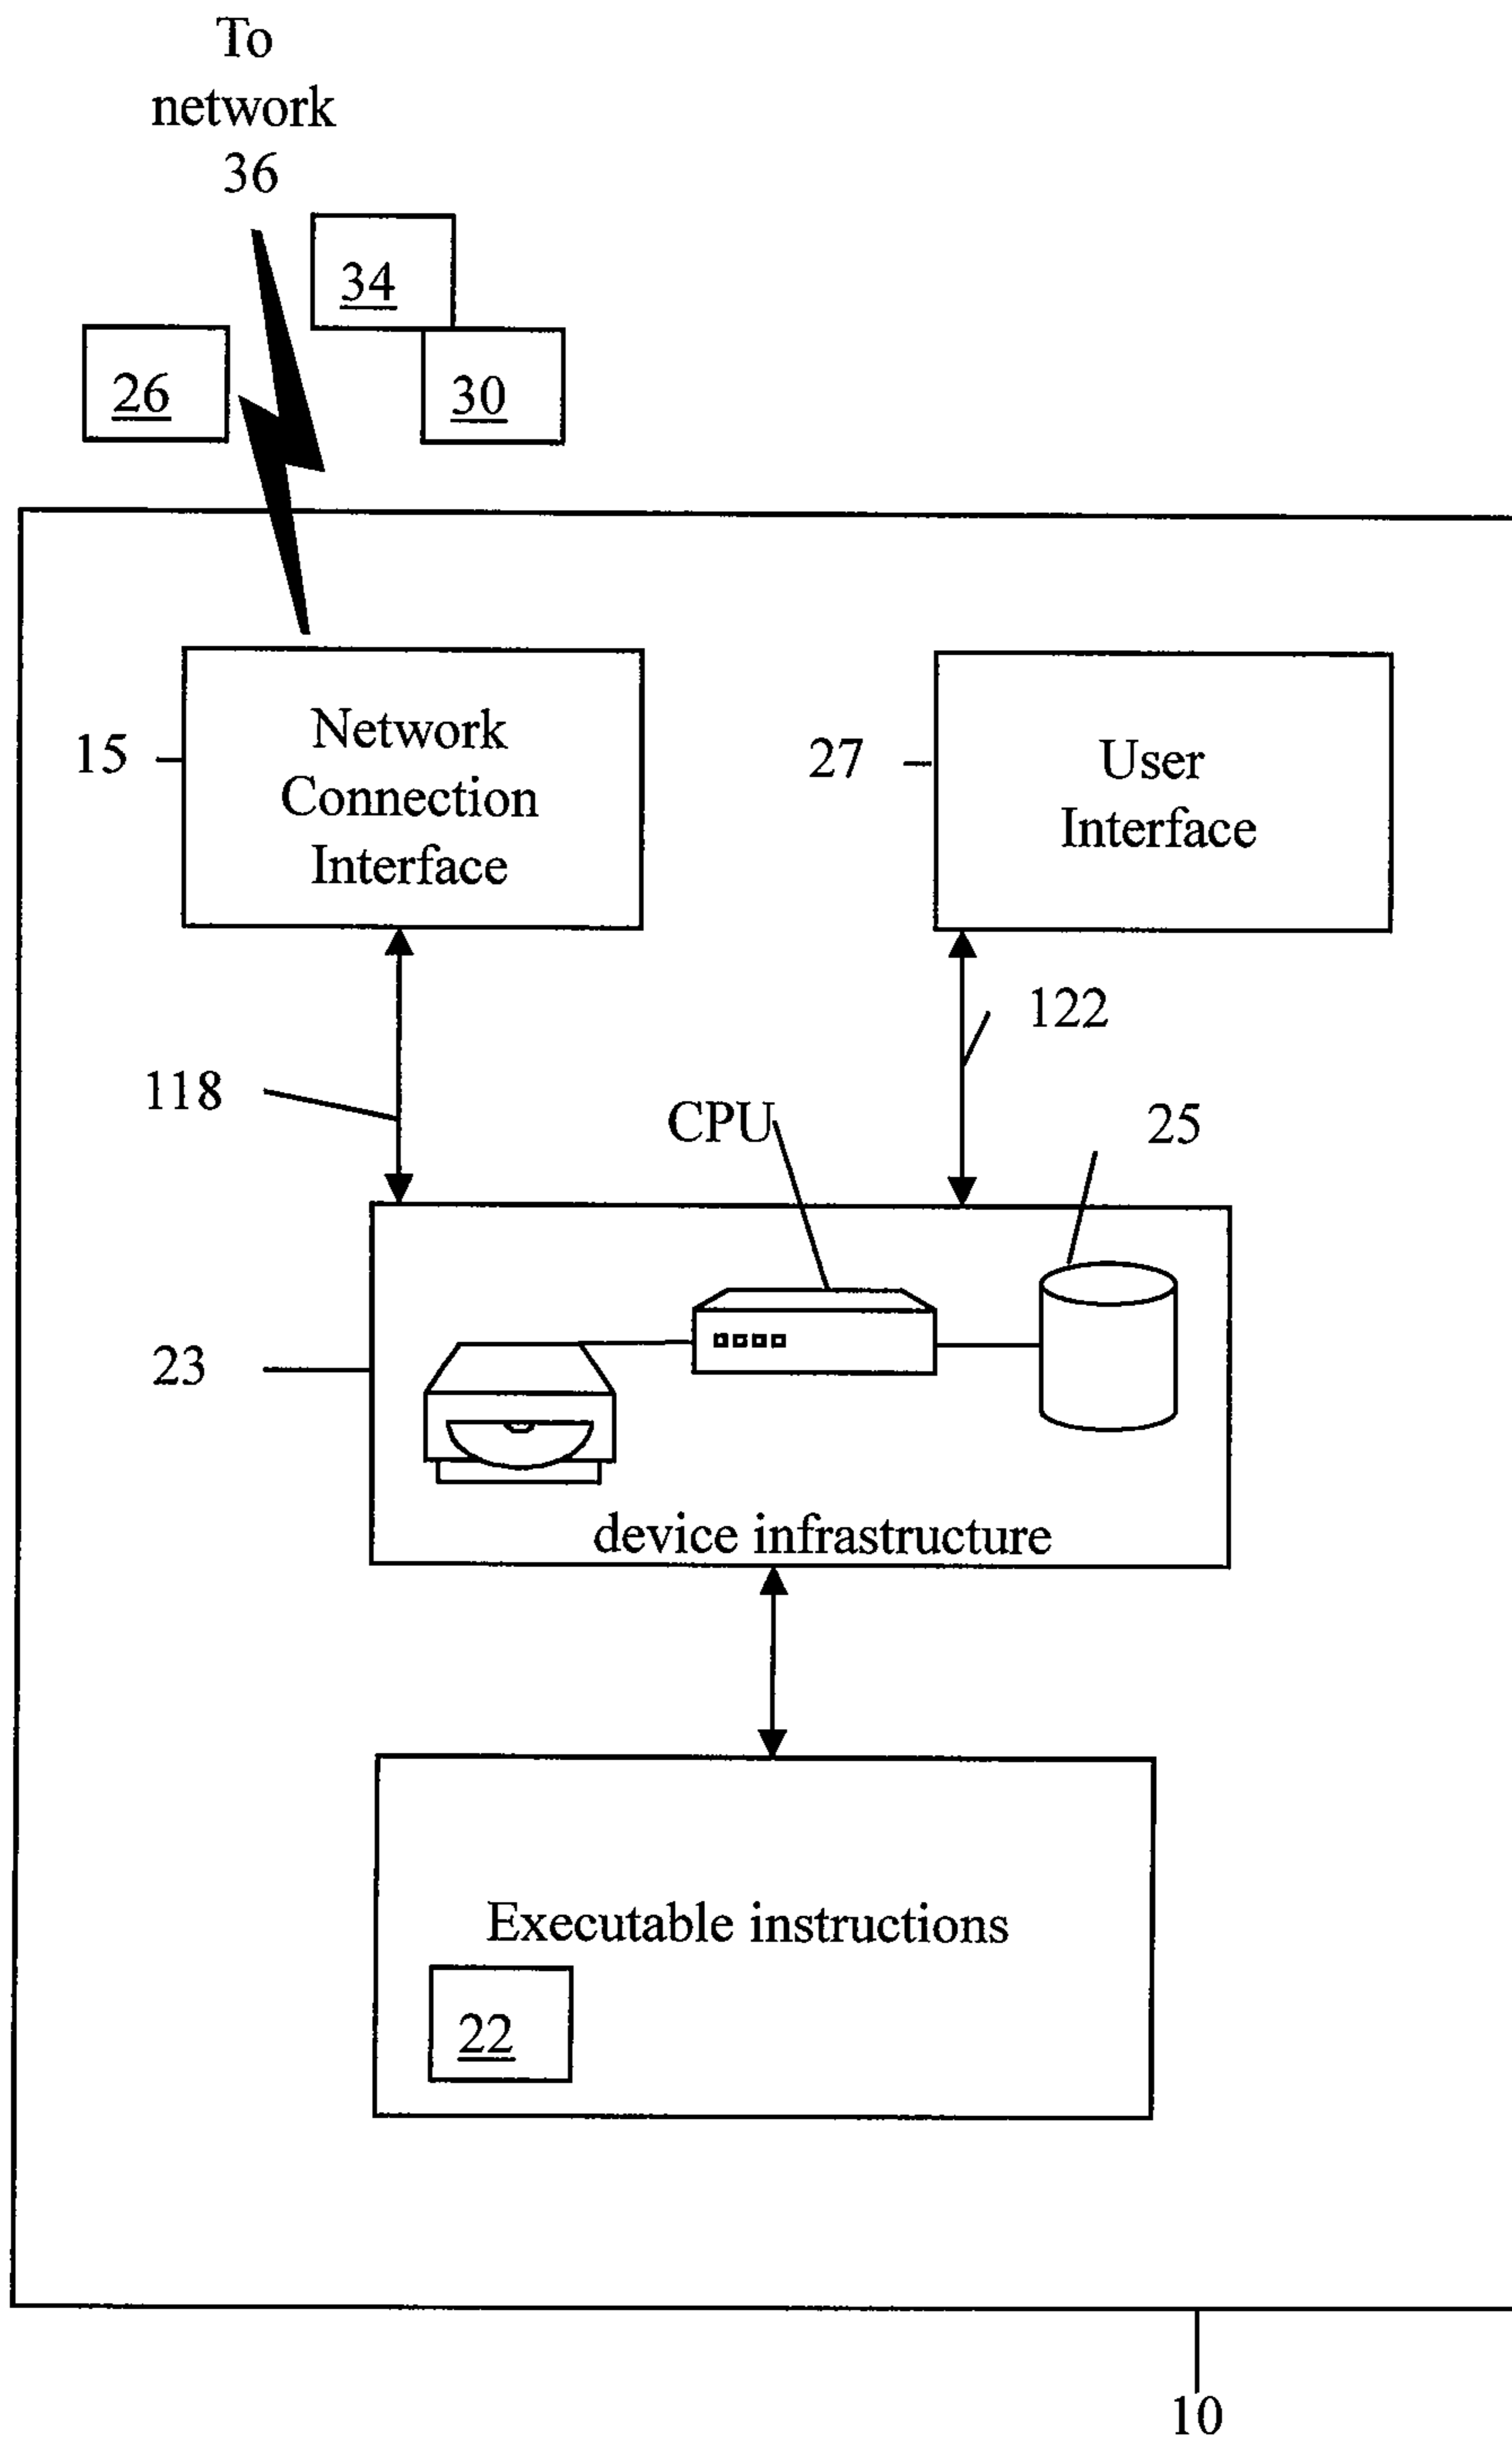 To
network
36
34
26
30
15
Network
Connection
Interface
27
User
Interface
122
118
CPU
25
23
device infrastructure
Executable instructions
22
10